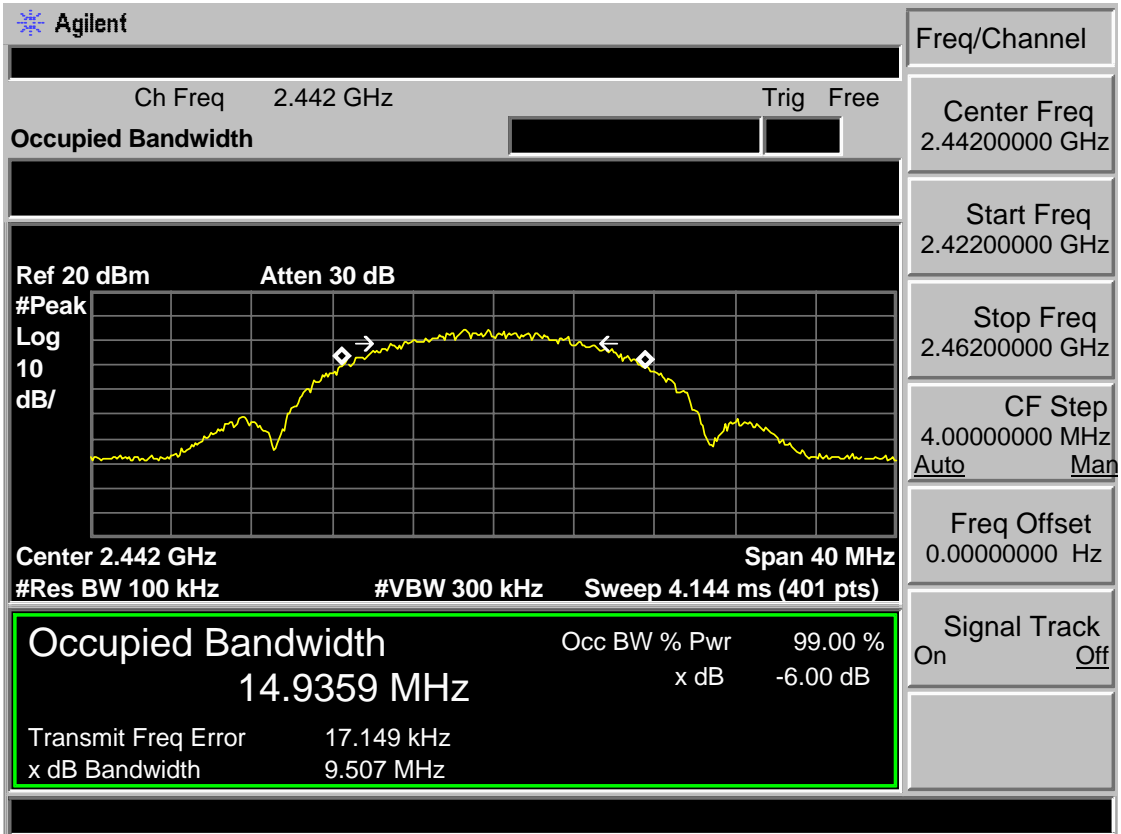 Agilent
Freq/Channel
Ch Freq 2.442 GHz Trig Free
Occupied Bandwidth
Center Freq
2.44200000 GHz
Start Freq
2.42200000 GHz
Stop Freq
2.46200000 GHz
CF Step
4.00000000 MHz
Auto Man
Freq Offset
0.00000000 Hz
Signal Track
On Off
Ref 20 dBm Atten 30 dB
#Peak
Log
10
dB/
Center 2.442 GHz Span 40 MHz
#Res BW 100 kHz #VBW 300 kHz Sweep 4.144 ms (401 pts)
Occupied Bandwidth Occ BW % Pwr 99.00 %
14.9359 MHz x dB -6.00 dB
Transmit Freq Error 17.149 kHz
x dB Bandwidth 9.507 MHz